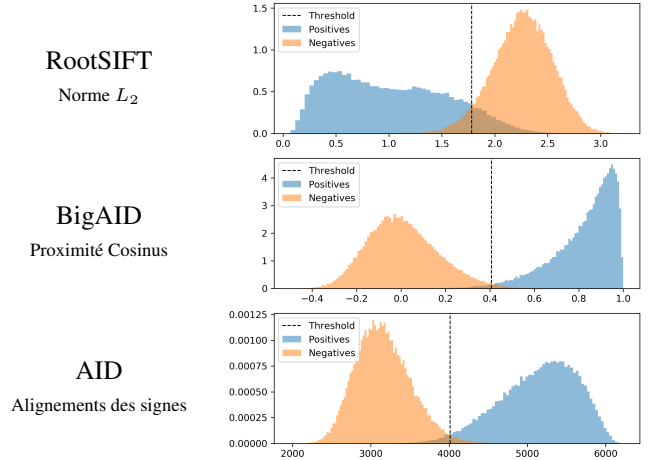 RootSIFT
Norme L₂
1.5
1.0
0.5
0.0
Threshold
Positives
Negatives
0.0 0.5 1.0 1.5 2.0 2.5 3.0
BigAID
Proximité Cosinus
4
3
2
1
0
Threshold
Positives
Negatives
−0.4 −0.2 0.0 0.2 0.4 0.6 0.8 1.0
AID
Alignements des signes
0.00125
0.00100
0.00075
0.00050
0.00025
0.00000
Threshold
Positives
Negatives
2000 3000 4000 5000 6000